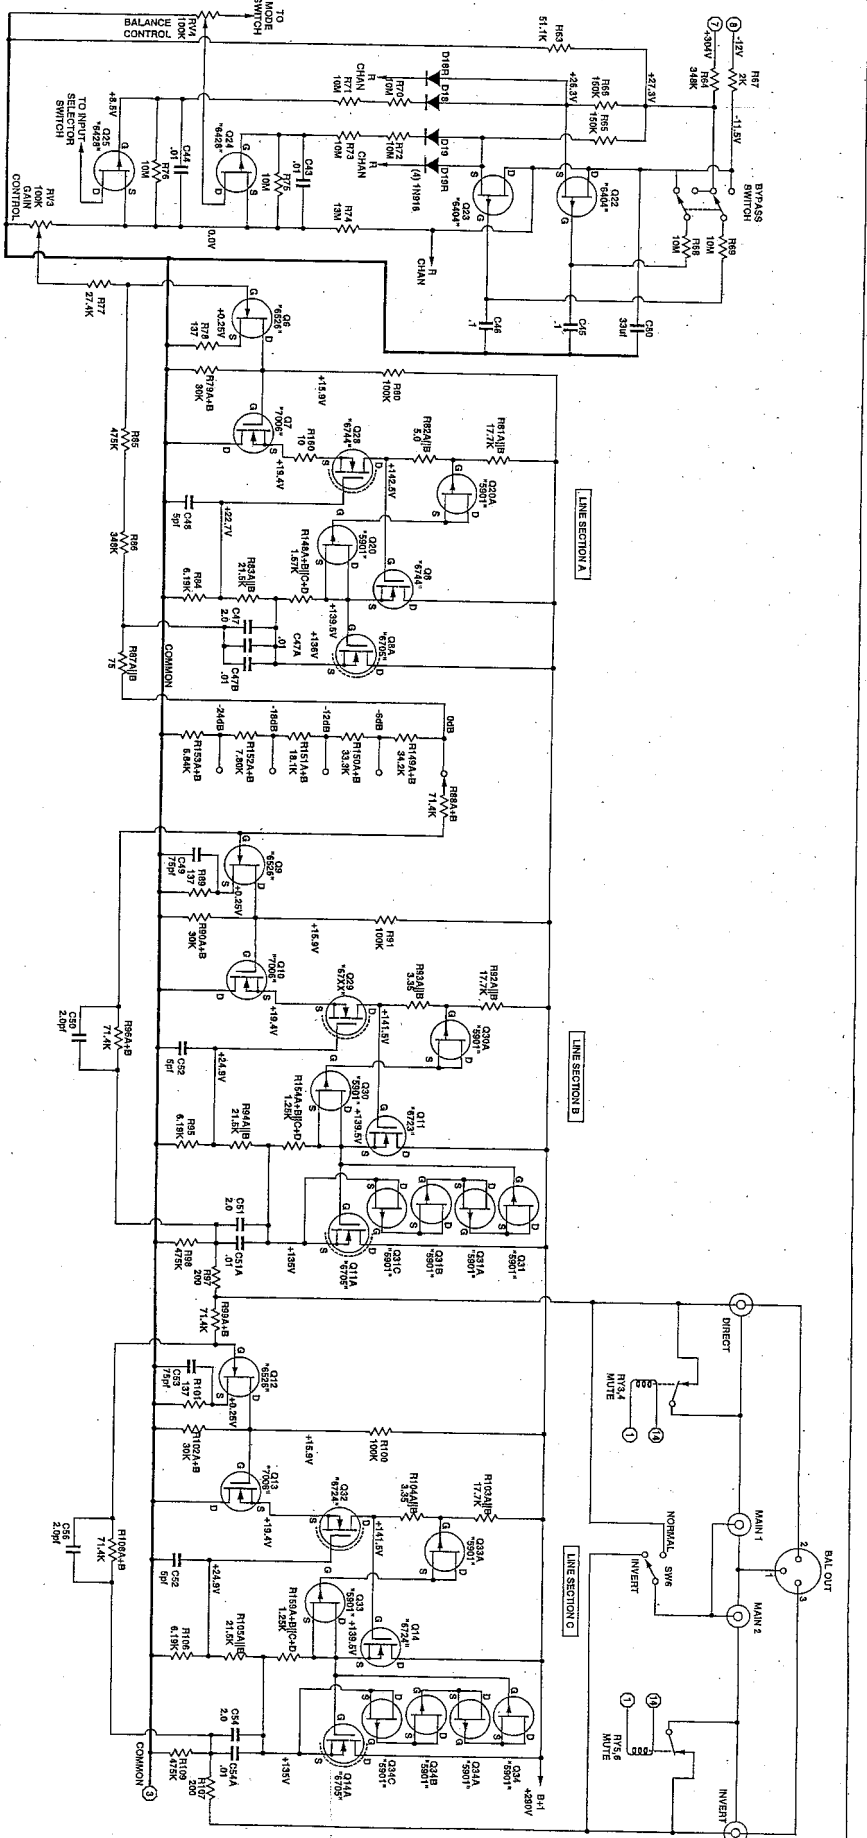 TO
MODE
SWITCH
BALANCE
CONTROL
RV4
100K
R63
51.1K
7
+304V
R64
348K
8
-12V
R67
2K
-11.5V
+27.3V
+26.3V
D18R
D18
R
CHAN
R70
10M
R71
10M
R66
150K
R65
150K
+8.5V
Q25
"6428"
G
S
D
TO INPUT
SELECTOR
SWITCH
R76
10M
C44
.01
Q24
"6428"
G
S
D
R75
10M
C43
.01
R72
10M
R73
10M
D19
D19R
R
CHAN
(4) 1N916
Q23
"6404"
S
D
G
Q22
"6404"
S
D
G
BYPASS
SWITCH
R68
10M
R69
10M
RV3
100K
GAIN
CONTROL
0.0V
R74
13M
R
CHAN
C46
.1
C45
.1
C80
33uf
R77
27.4K
Q6
"6526"
G
D
S
+0.25V
R78
137
R79A+B
30K
+15.9V
R80
100K
Q7
"7006"
G
S
D
+19.4V
R160
10
Q28
"6744"
S
D
G
R82A||B
5.0
R81A||B
17.7K
+142.5V
Q20A
"5901"
G
D
S
LINE SECTION A
R85
475K
C48
5pf
+22.7V
Q20
"5901"
G
D
S
Q8
"6744"
G
D
S
R148A+B||C+D
1.57K
+139.5V
R86
348K
R84
6.19K
R83A||B
21.5K
C47
2.0
.01
C47A
C47B
.01
+136V
Q8A
"6705"
G
D
S
R87A||B
75
COMMON
0dB
-6dB
-12dB
-18dB
-24dB
R149A+B
34.2K
R150A+B
33.3K
R151A+B
18.1K
R152A+B
7.80K
R153A+B
5.84K
R88A+B
71.4K
Q9
"6526"
G
D
S
+0.25V
R89
137
C49
75pf
R90A+B
30K
+15.9V
R91
100K
Q10
"7006"
G
S
D
+19.4V
Q29
"67XX"
S
D
R93A||B
3.35
R92A||B
17.7K
+141.5V
Q30A
"5901"
G
D
S
LINE SECTION B
R96A+B
71.4K
C50
2.0pf
C52
5pf
+24.9V
Q30
"5901"
G
D
S
Q11
"6723"
G
D
S
+139.5V
R154A+B||C+D
1.25K
R95
6.19K
R94A||B
21.5K
Q31
"5901"
Q31A
"5901"
Q31B
"5901"
Q31C
"5901"
Q11A
"6705"
C51
2.0
C51A
.01
+135V
R98
475K
R97
200
R99A+B
71.4K
Q12
"6526"
G
D
S
+0.25V
R101
137
C53
75pf
R102A+B
30K
+15.9V
R100
100K
Q13
"7006"
G
S
D
+19.4V
Q32
"6724"
S
D
R104A||B
3.35
R103A||B
17.7K
+141.5V
Q33A
"5901"
G
D
S
LINE SECTION C
R108A+B
71.4K
C56
2.0pf
C52
5pf
+24.9V
Q33
"5901"
G
D
S
Q14
"6724"
G
D
S
+139.5V
R159A+B||C+D
1.25K
R106
6.19K
R105A||B
21.5K
Q34
"5901"
Q34A
"5901"
Q34B
"5901"
Q34C
"5901"
Q14A
"6705"
C54
2.0
C54A
.01
+135V
R109
475K
R107
200
COMMON
3
B+1
+290V
DIRECT
RY3,4
MUTE
1
14
NORMAL
SW6
INVERT
MAIN 1
MAIN 2
BAL OUT
1
2
3
RY5,6
MUTE
1
14
INVERT